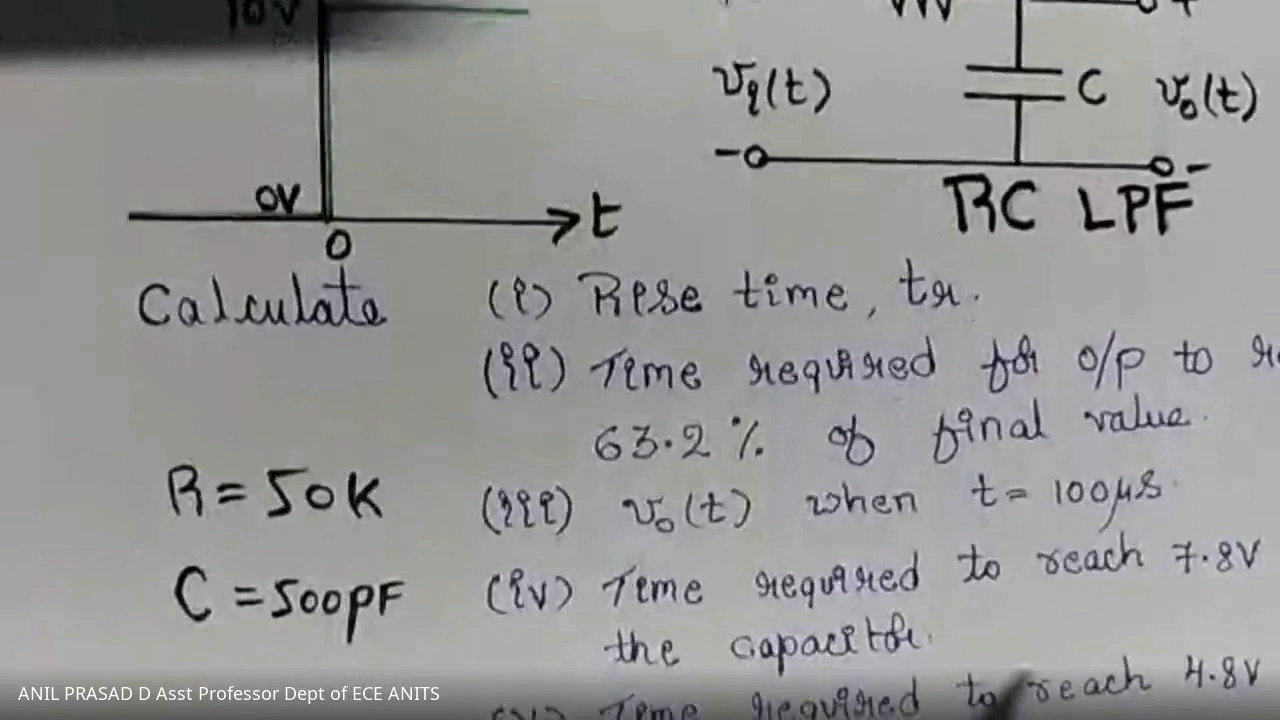 10V
vi(t)
C
vo(t)
0V
t
RC LPF
0
Calculate
(i) Rise time, tr.
(ii) Time required for o/p to
63.2% of final value.
R = 50K
(iii) vo(t) when t = 100μs.
C = 500pF
(iv) Time required to reach 7.8V
the capacitor.
(v) Time required to reach 4.8V
ANIL PRASAD D Asst Professor Dept of ECE ANITS